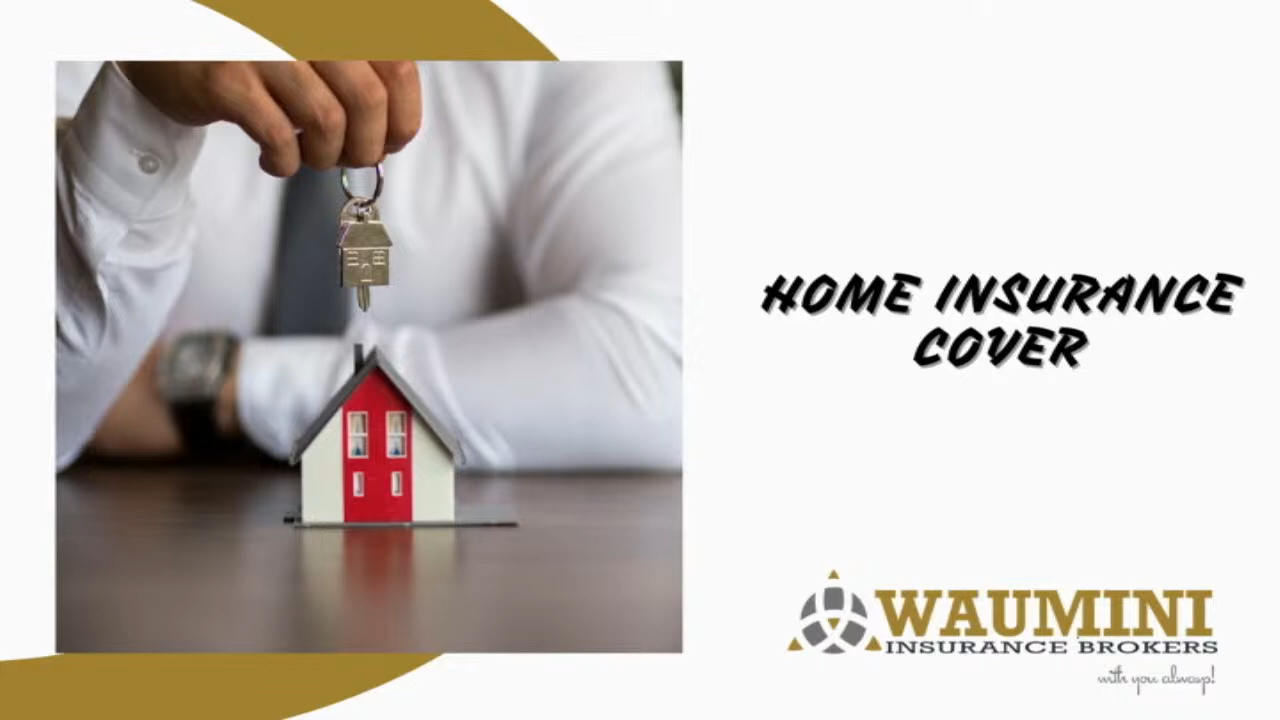 HOME INSURANCE
COVER
WAUMINI
INSURANCE BROKERS
with you always!